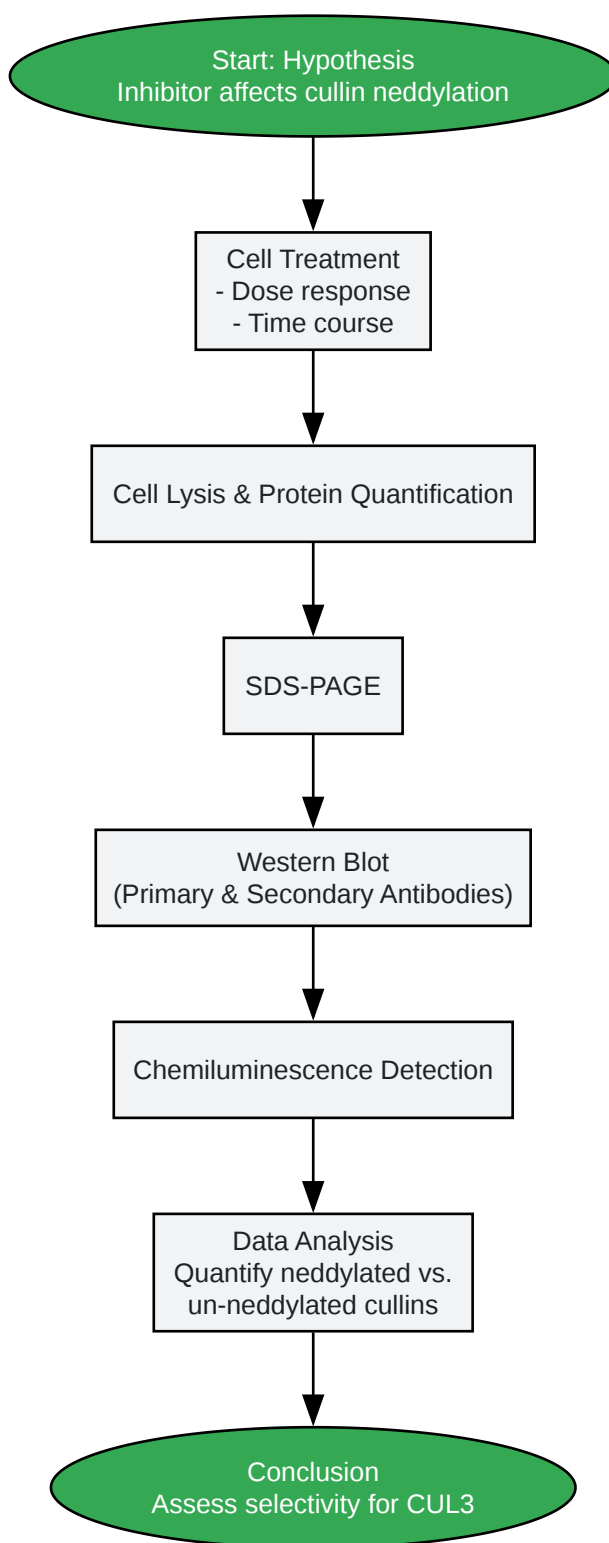 Start: Hypothesis
Inhibitor affects cullin neddylation
Cell Treatment
- Dose response
- Time course
Cell Lysis & Protein Quantification
SDS-PAGE
Western Blot
(Primary & Secondary Antibodies)
Chemiluminescence Detection
Data Analysis
Quantify neddylated vs.
un-neddylated cullins
Conclusion
Assess selectivity for CUL3